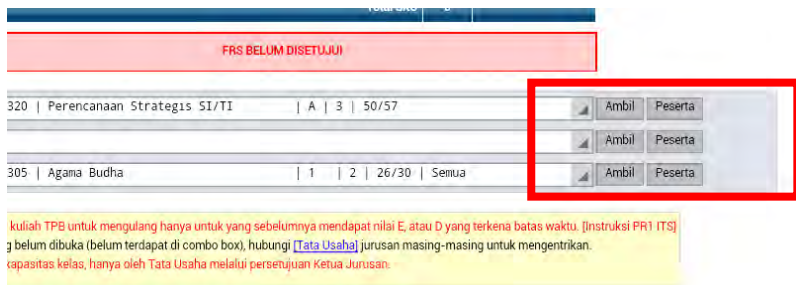 FRS BELUM DISETUJUI
320 | Perencanaan Strategis SI/TI | A | 3 | 50/57 Ambil Peserta
Ambil Peserta
305 | Agama Budha | 1 | 2 | 26/30 | Semua Ambil Peserta
kuliah TPB untuk mengulang hanya untuk yang sebelumnya mendapat nilai E, atau D yang terkena batas waktu. [Instruksi PR1 ITS]
g belum dibuka (belum terdapat di combo box), hubungi [Tata Usaha] jurusan masing-masing untuk mengentrikan.
kapasitas kelas, hanya oleh Tata Usaha melalui persetujuan Ketua Jurusan.